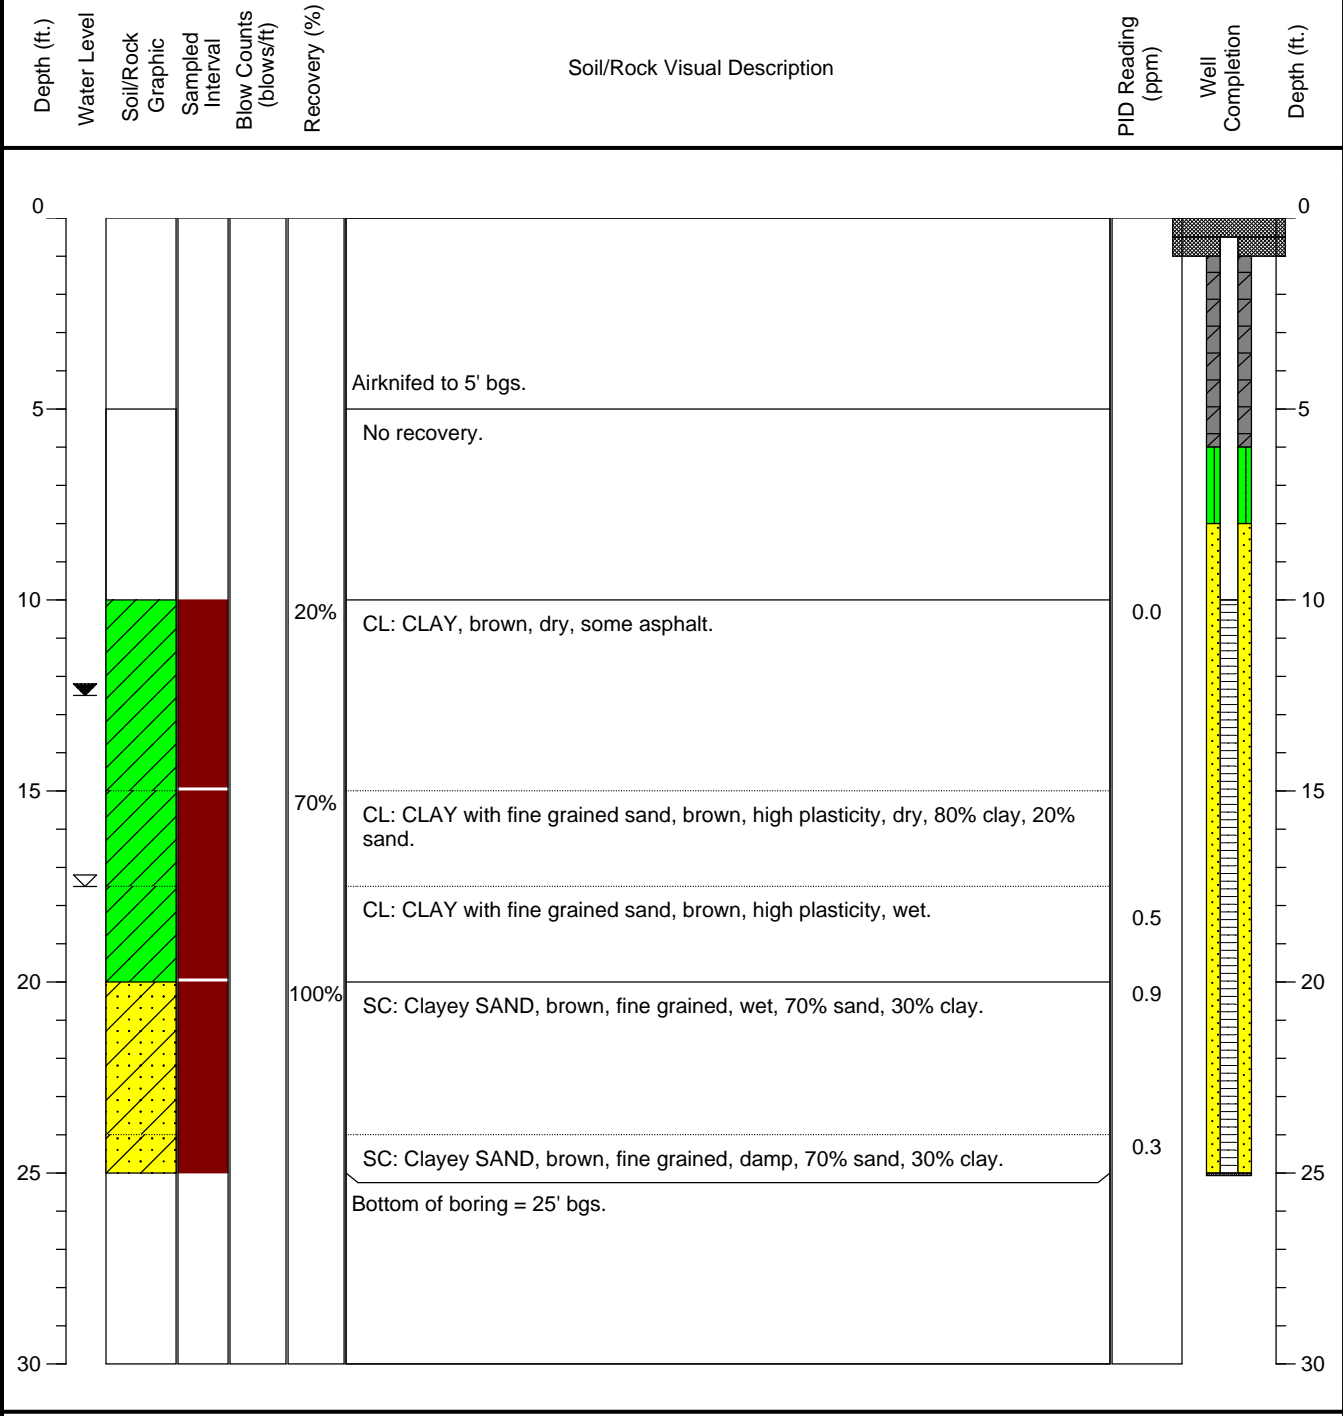 Depth (ft.)
Water Level
Soil/Rock
Graphic
Sampled
Interval
Blow Counts
(blows/ft)
Recovery (%)
Soil/Rock Visual Description
PID Reading
(ppm)
Well
Completion
Depth (ft.)
0
0
Airknifed to 5' bgs.
5
5
No recovery.
10
20%
CL: CLAY, brown, dry, some asphalt.
0.0
10
15
70%
CL: CLAY with fine grained sand, brown, high plasticity, dry, 80% clay, 20%
sand.
15
CL: CLAY with fine grained sand, brown, high plasticity, wet.
0.5
20
100%
SC: Clayey SAND, brown, fine grained, wet, 70% sand, 30% clay.
0.9
20
SC: Clayey SAND, brown, fine grained, damp, 70% sand, 30% clay.
0.3
25
25
Bottom of boring = 25' bgs.
30
30